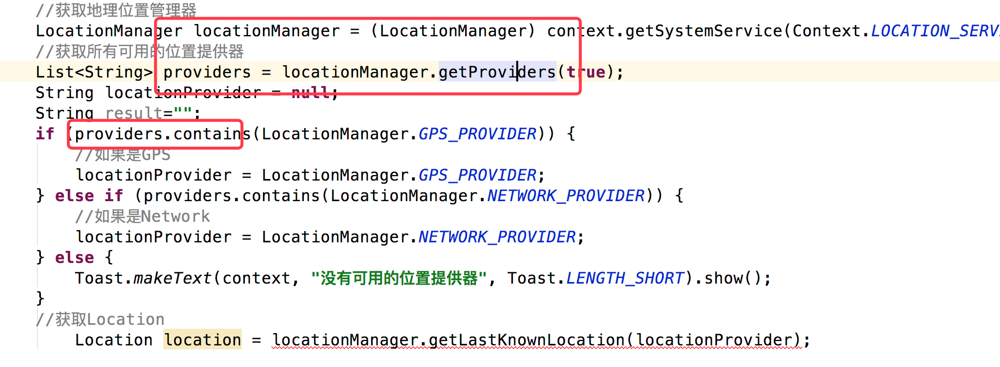 //获取地理位置管理器
LocationManager locationManager = (LocationManager) context.getSystemService(Context.LOCATION_SERV
//获取所有可用的位置提供器
List<String> providers = locationManager.getProviders(true);
String locationProvider = null;
String result="";
if (providers.contains(LocationManager.GPS_PROVIDER)) {
//如果是GPS
locationProvider = LocationManager.GPS_PROVIDER;
} else if (providers.contains(LocationManager.NETWORK_PROVIDER)) {
//如果是Network
locationProvider = LocationManager.NETWORK_PROVIDER;
} else {
Toast.makeText(context, "没有可用的位置提供器", Toast.LENGTH_SHORT).show();
}
//获取Location
Location location = locationManager.getLastKnownLocation(locationProvider);